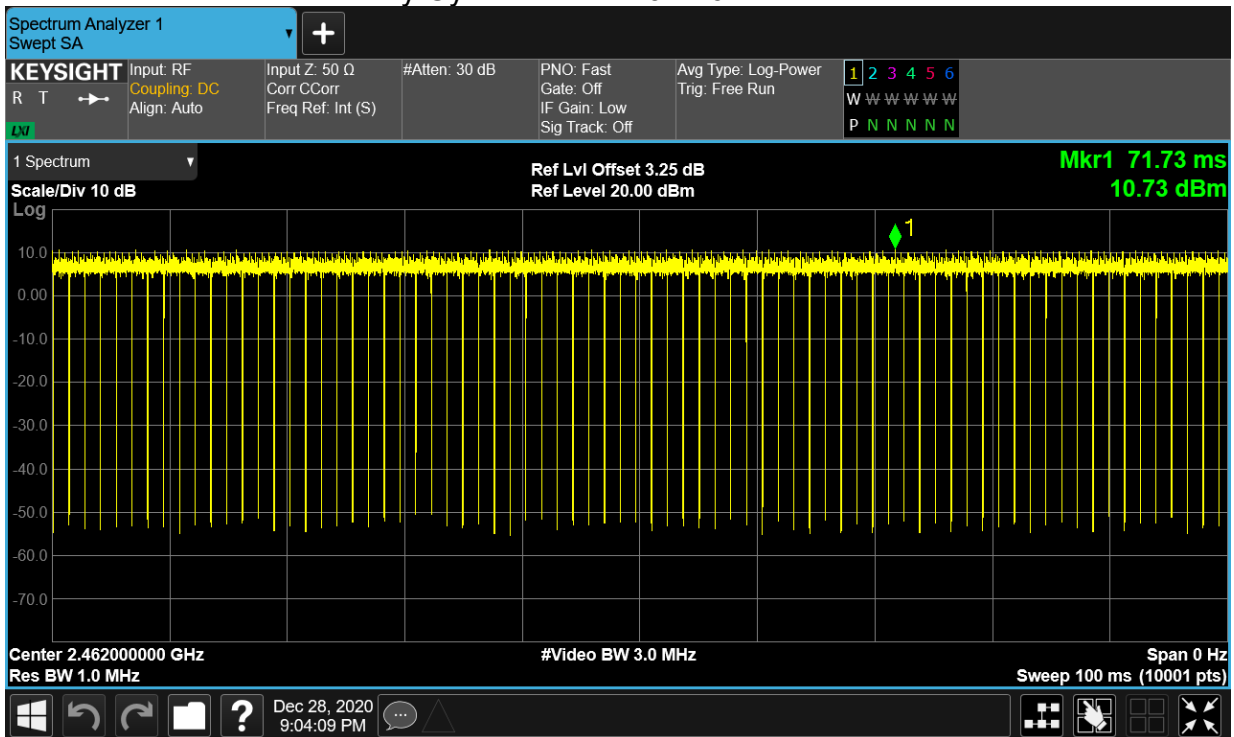 Spectrum Analyzer 1
Swept SA
+
KEYSIGHT Input: RF Input Z: 50 Ω #Atten: 30 dB PNO: Fast Avg Type: Log-Power 1 2 3 4 5 6
R T Coupling: DC Corr CCorr Gate: Off Trig: Free Run W W W W W W
Align: Auto Freq Ref: Int (S) IF Gain: Low
LXI Sig Track: Off P N N N N N
1 Spectrum Ref Lvl Offset 3.25 dB Mkr1 71.73 ms
Scale/Div 10 dB Ref Level 20.00 dBm 10.73 dBm
Log
1
10.0
0.00
-10.0
-20.0
-30.0
-40.0
-50.0
-60.0
-70.0
Center 2.462000000 GHz #Video BW 3.0 MHz Span 0 Hz
Res BW 1.0 MHz Sweep 100 ms (10001 pts)
? Dec 28, 2020
9:04:09 PM